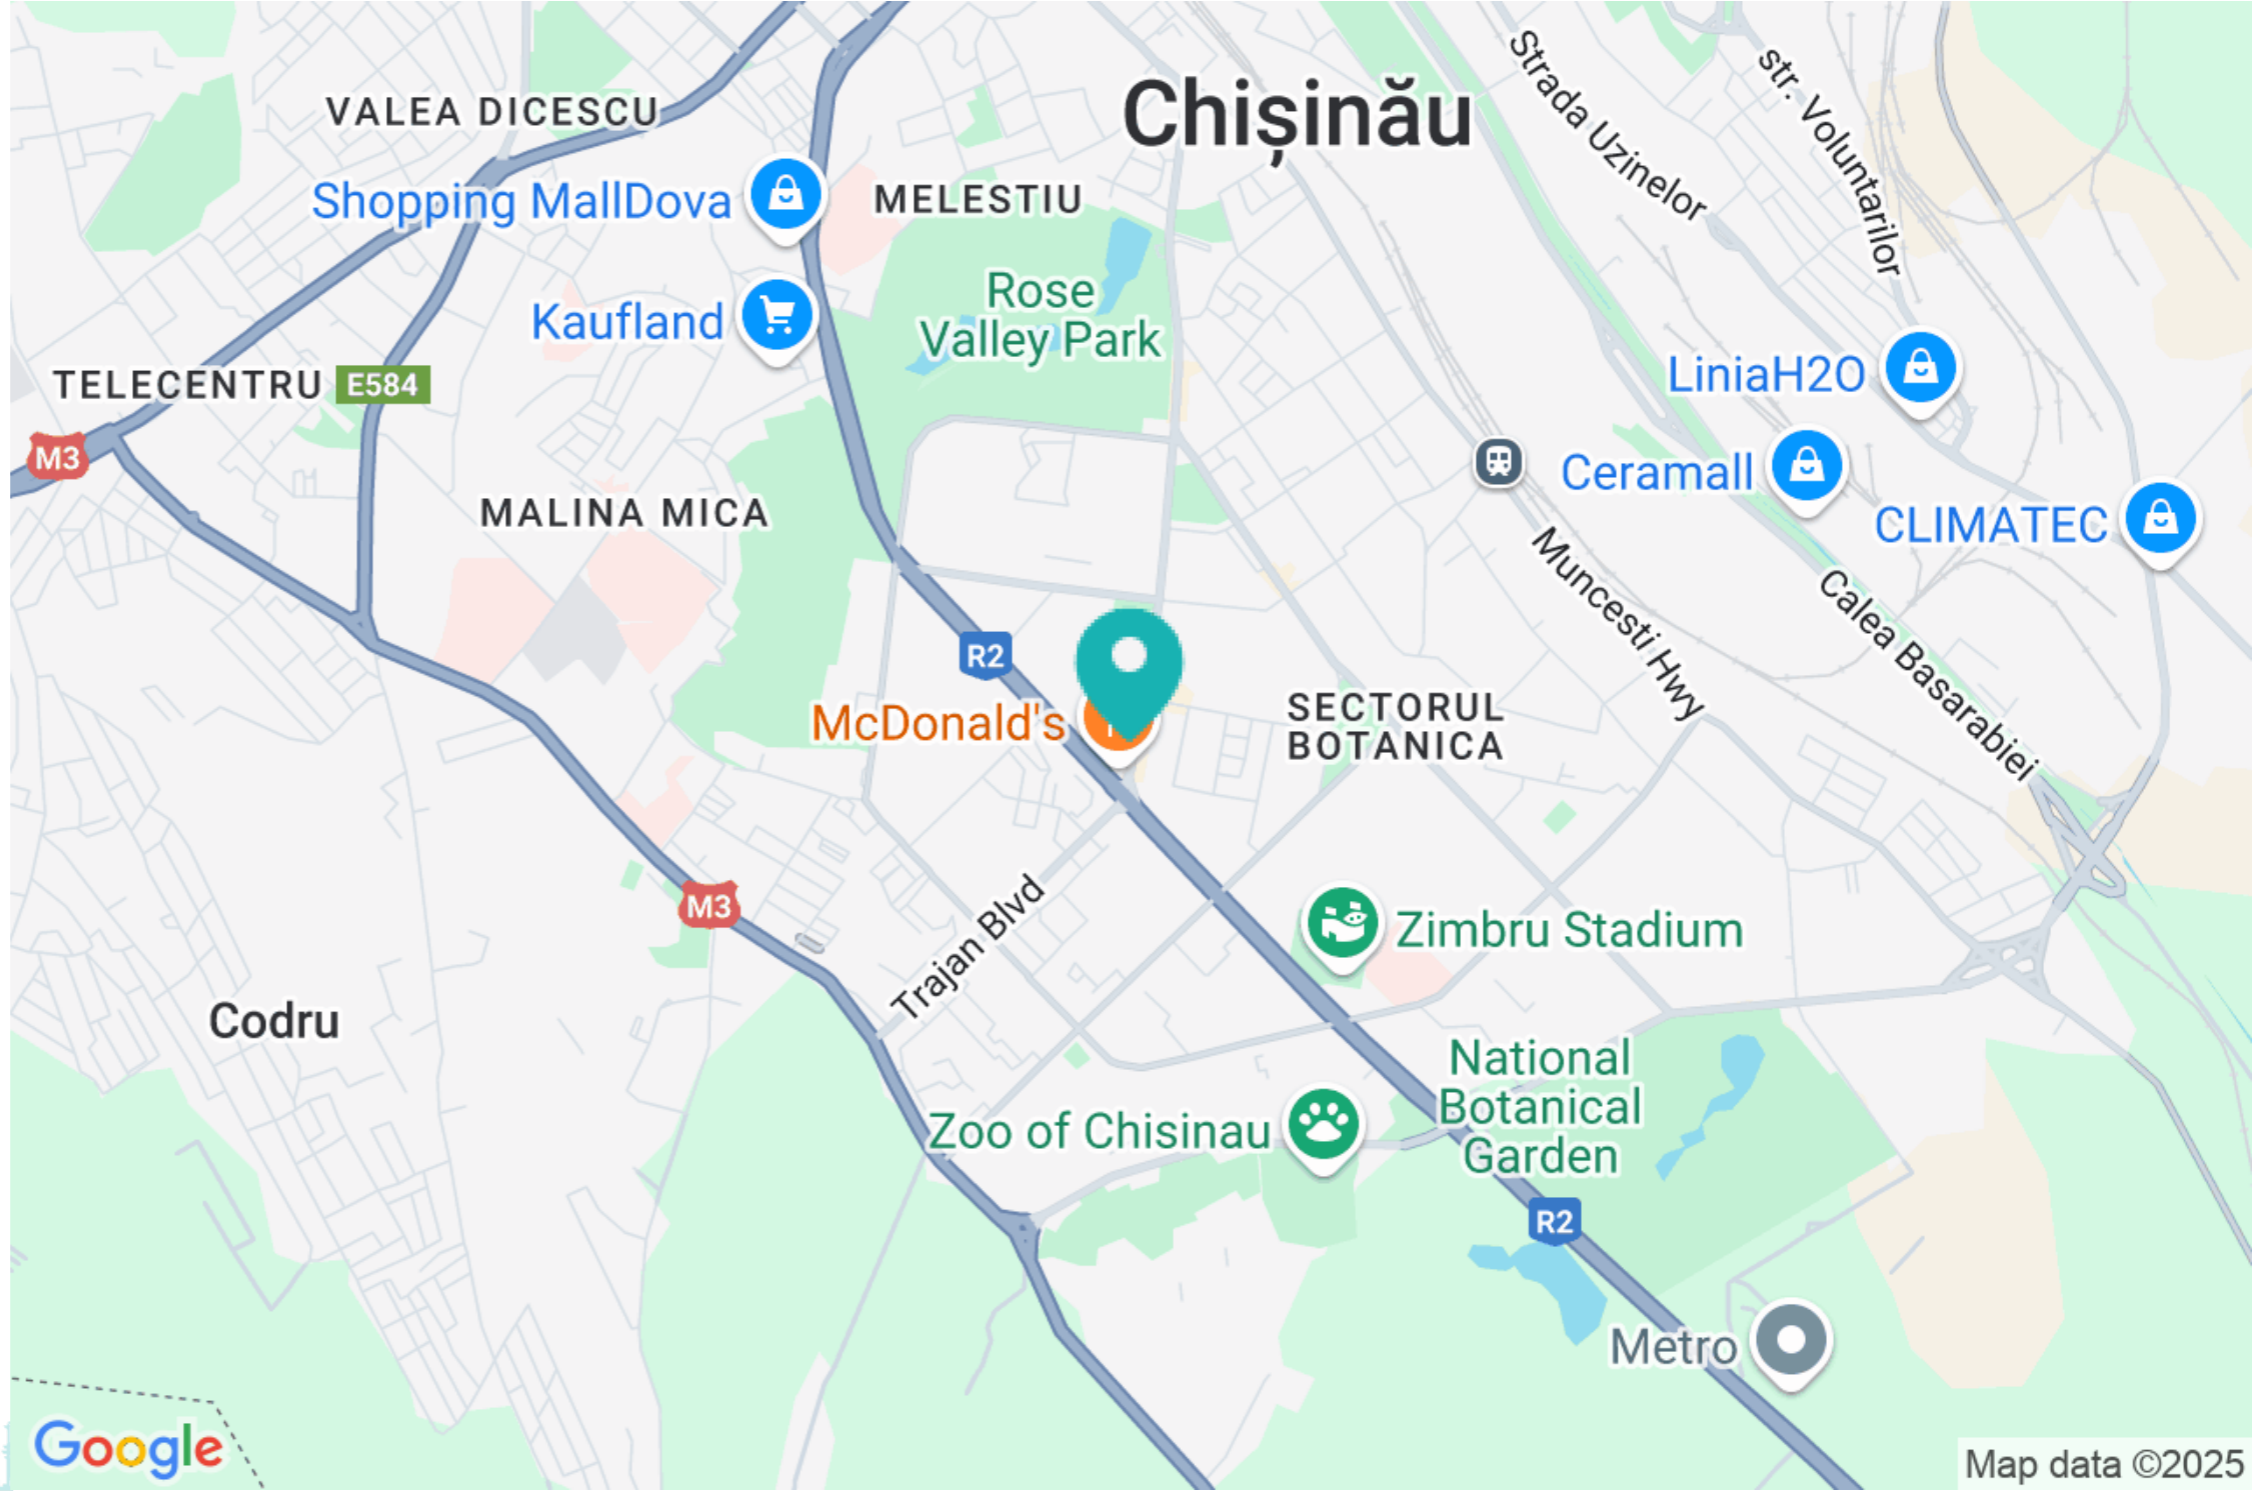 Chișinău
Strada Uzinelor
str. Voluntarilor
VALEA DICESCU
Shopping MallDova
MELESTIU
Rose
Valley Park
Kaufland
TELECENTRU
E584
LiniaH2O
M3
Ceramall
MALINA MICA
CLIMATEC
Muncesti Hwy
Calea Basarabiei
R2
McDonald's
SECTORUL
BOTANICA
M3
Trajan Blvd
Zimbru Stadium
Codru
National
Botanical
Garden
Zoo of Chisinau
R2
Metro
Google
Map data ©2025